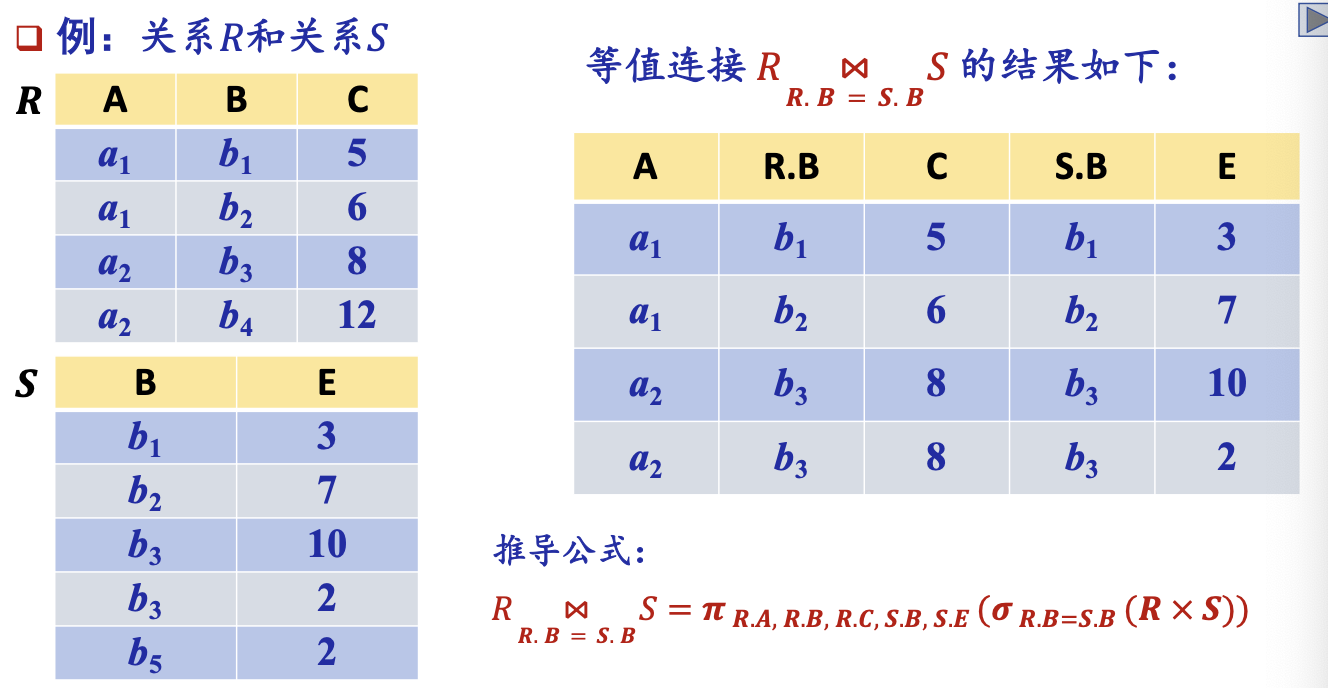 例：关系R和关系S
R
A B C
a1 b1 5
a1 b2 6
a2 b3 8
a2 b4 12
S
B E
b1 3
b2 7
b3 10
b3 2
b5 2
等值连接 R ⋈ S 的结果如下：
R.B = S.B
A R.B C S.B E
a1 b1 5 b1 3
a1 b2 6 b2 7
a2 b3 8 b3 10
a2 b3 8 b3 2
推导公式：
R ⋈ S = π R.A, R.B, R.C, S.B, S.E (σ R.B=S.B (R × S))
R.B = S.B